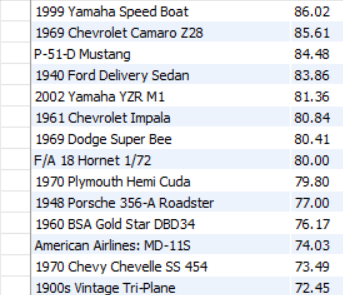 1999 Yamaha Speed Boat 86.02
1969 Chevrolet Camaro Z28 85.61
P-51-D Mustang 84.48
1940 Ford Delivery Sedan 83.86
2002 Yamaha YZR M1 81.36
1961 Chevrolet Impala 80.84
1969 Dodge Super Bee 80.41
F/A 18 Hornet 1/72 80.00
1970 Plymouth Hemi Cuda 79.80
1948 Porsche 356-A Roadster 77.00
1960 BSA Gold Star DBD34 76.17
American Airlines: MD-11S 74.03
1970 Chevy Chevelle SS 454 73.49
1900s Vintage Tri-Plane 72.45